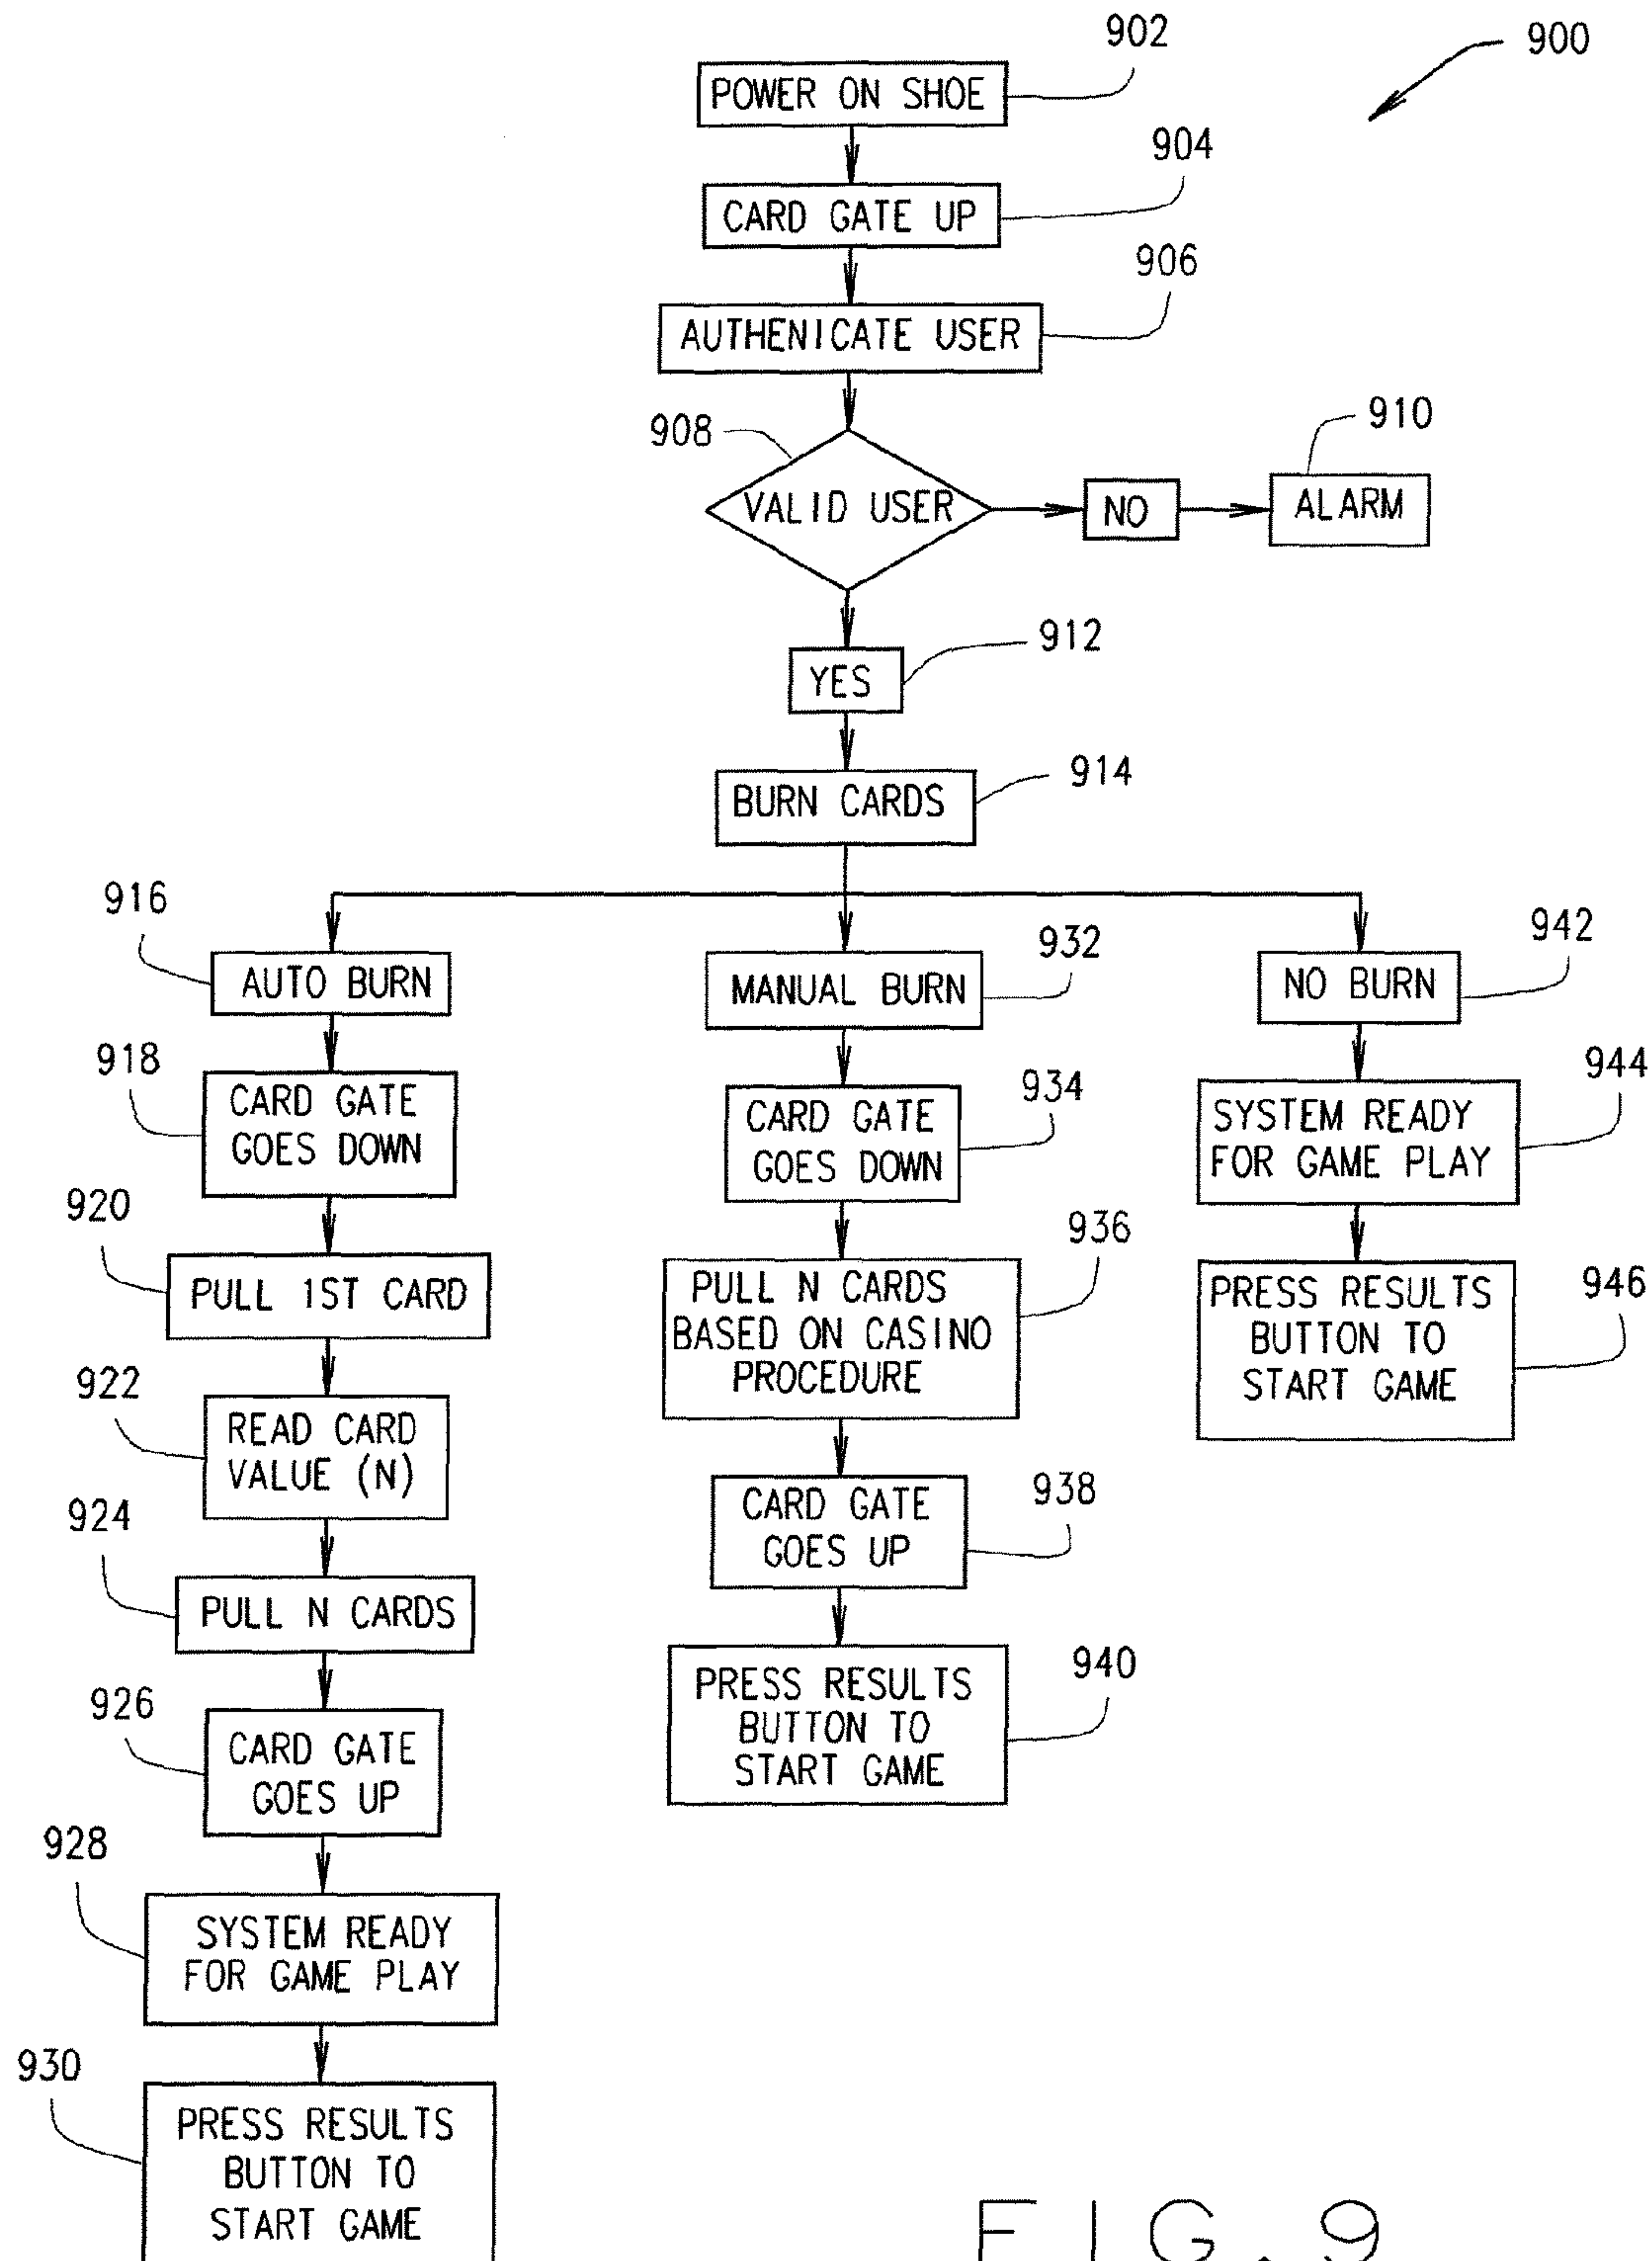 902
900
POWER ON SHOE
904
CARD GATE UP
906
AUTHENICATE USER
908
910
VALID USER
NO
ALARM
912
YES
914
BURN CARDS
916
932
942
AUTO BURN
MANUAL BURN
NO BURN
918
CARD GATE
GOES DOWN
934
CARD GATE
GOES DOWN
944
SYSTEM READY
FOR GAME PLAY
920
PULL 1ST CARD
936
PULL N CARDS
BASED ON CASINO
PROCEDURE
946
PRESS RESULTS
BUTTON TO
START GAME
922
READ CARD
VALUE (N)
938
CARD GATE
GOES UP
924
PULL N CARDS
940
PRESS RESULTS
BUTTON TO
START GAME
926
CARD GATE
GOES UP
928
SYSTEM READY
FOR GAME PLAY
930
PRESS RESULTS
BUTTON TO
START GAME
FIG. 9